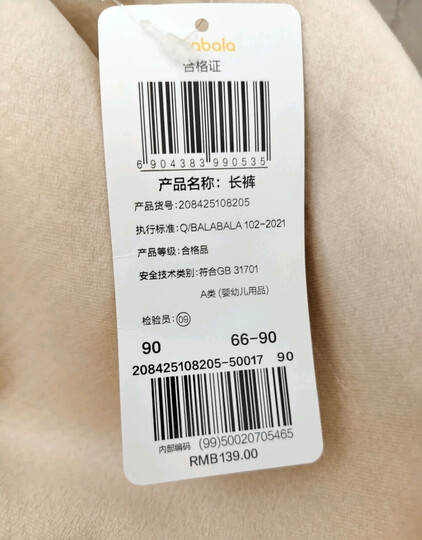 abala
合格证
6 904383 990535
产品名称：长裤
产品货号：208425108205
执行标准：Q/BALABALA 102-2021
产品等级：合格品
安全技术类别：符合GB 31701
A类（婴幼儿用品）
检验员：09
90 66-90
208425108205-50017 90
内部编码 (99)50020705465
RMB139.00